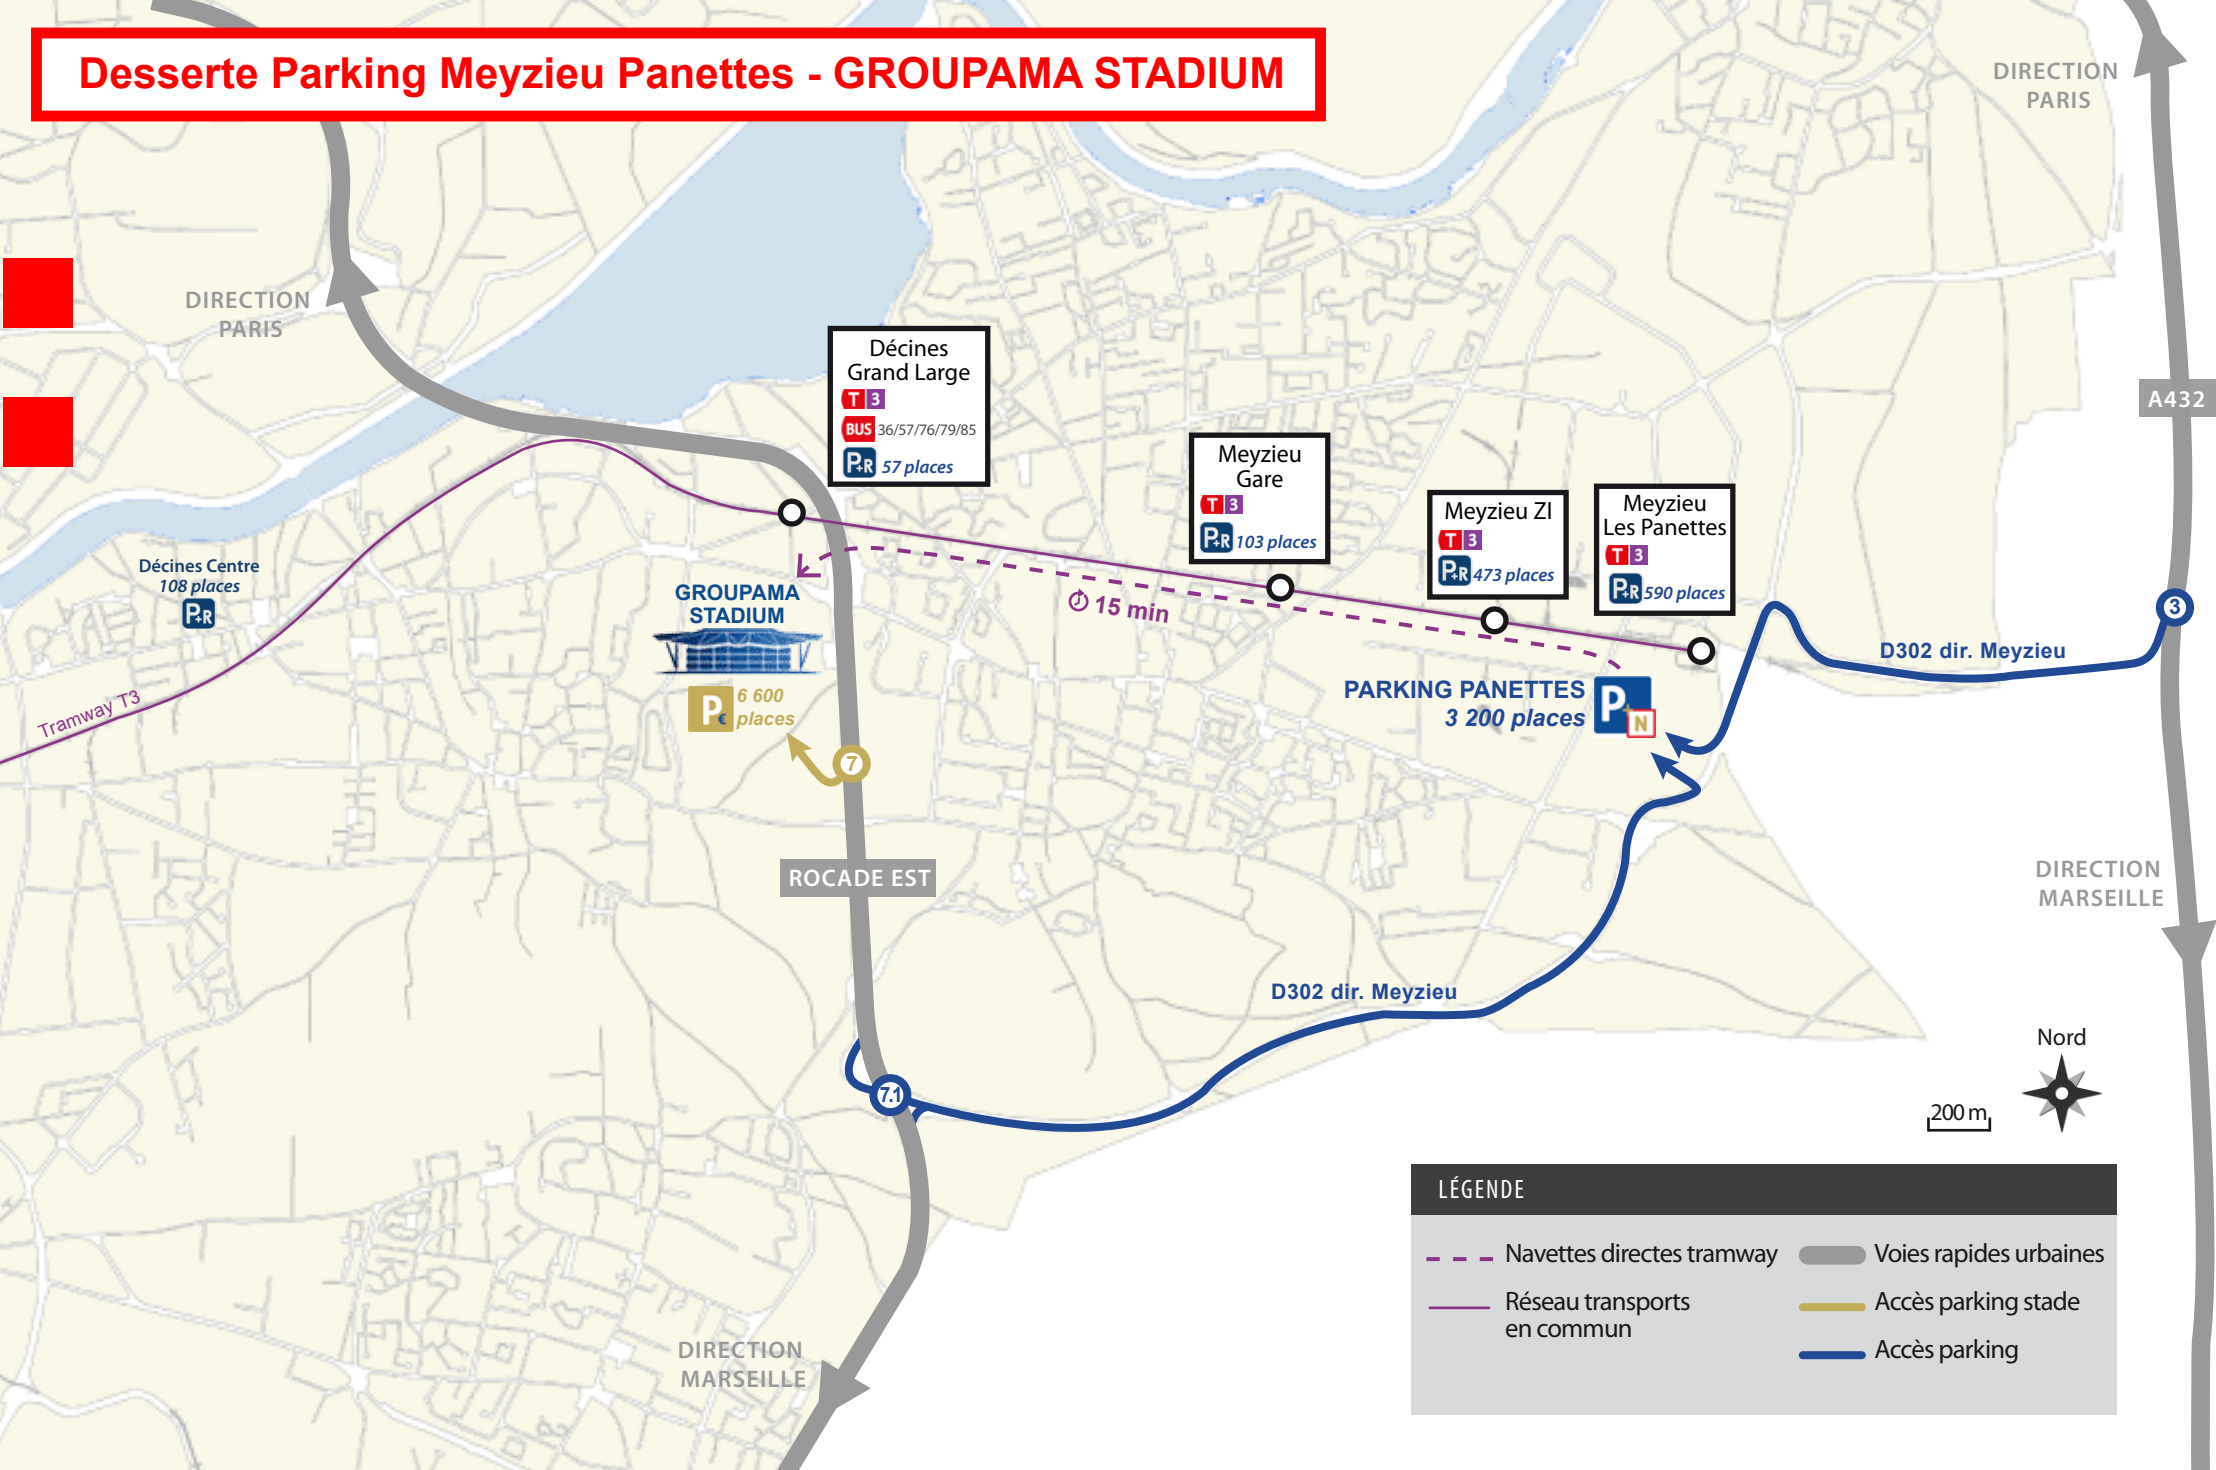 Desserte Parking Meyzieu Panettes - GROUPAMA STADIUM
DIRECTION
PARIS
DIRECTION
PARIS
Décines
Grand Large
T 3
BUS 36/57/76/79/85
P+R 57 places
A432
Meyzieu
Gare
T 3
P+R 103 places
Meyzieu ZI
T 3
P+R 473 places
Meyzieu
Les Panettes
T 3
P+R 590 places
Décines Centre
108 places
P+R
GROUPAMA
STADIUM
P€ 6 600
places
15 min
3
D302 dir. Meyzieu
PARKING PANETTES
3 200 places
P+N
Tramway T3
7
ROCADE EST
DIRECTION
MARSEILLE
D302 dir. Meyzieu
7.1
Nord
200 m
LÉGENDE
Navettes directes tramway
Réseau transports
en commun
Voies rapides urbaines
Accès parking stade
Accès parking
DIRECTION
MARSEILLE